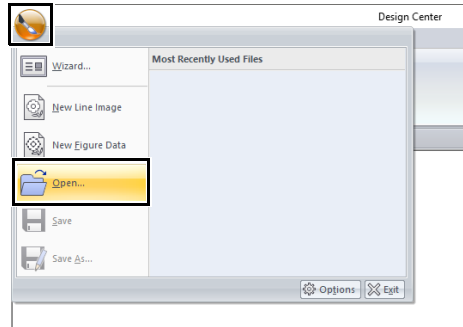 Design Center
Wizard...
Most Recently Used Files
New Line Image
New Figure Data
Open...
Save
Save As...
Options
Exit